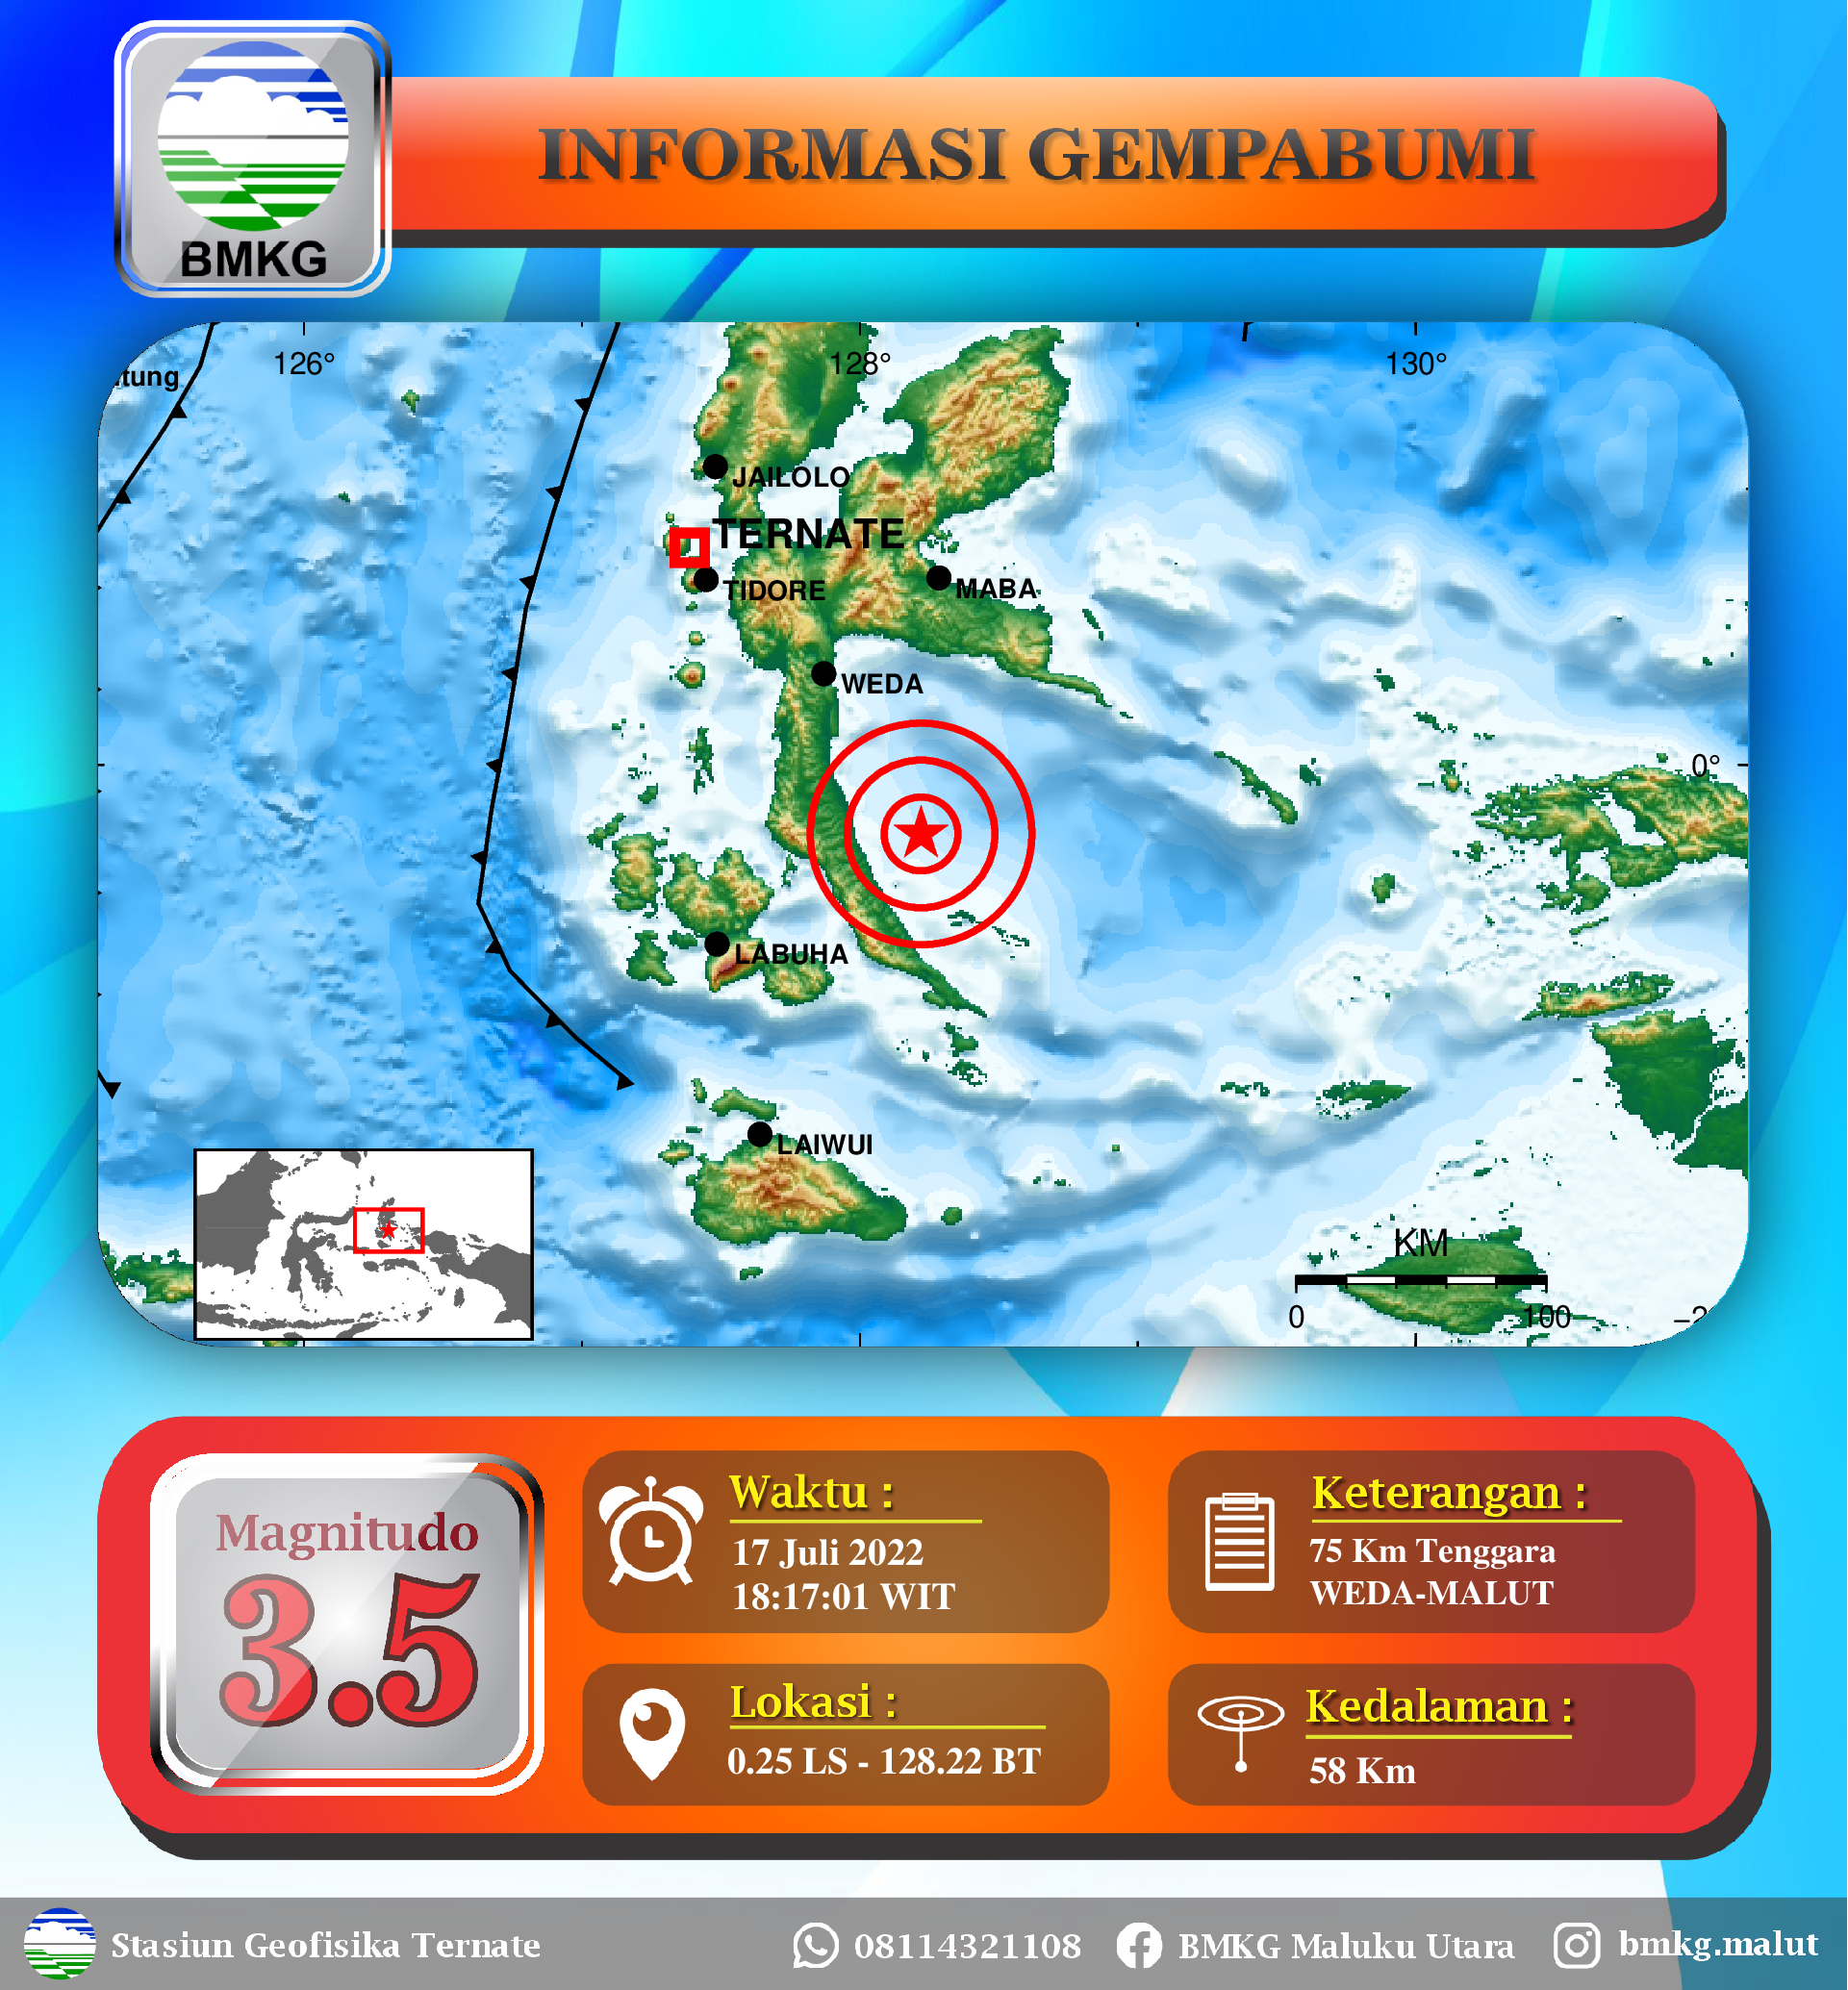 BMKG
INFORMASI GEMPABUMI
126°
128°
130°
tung
JAILOLO
TERNATE
TIDORE
MABA
WEDA
0°
LABUHA
LAIWUI
KM
0
100
Magnitudo
3.5
Waktu :
17 Juli 2022
18:17:01 WIT
Keterangan :
75 Km Tenggara
WEDA-MALUT
Lokasi :
0.25 LS - 128.22 BT
Kedalaman :
58 Km
Stasiun Geofisika Ternate
08114321108
BMKG Maluku Utara
bmkg.malut